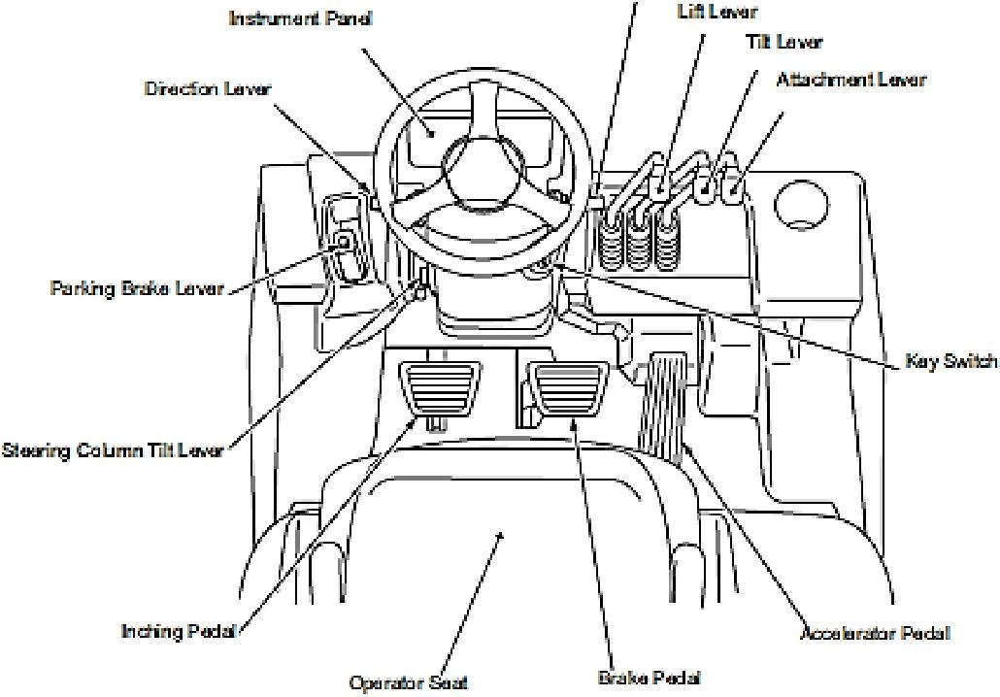 Lift Lever
Instrument Panel
Tilt Lever
Attachment Lever
Direction Lever
Parking Brake Lever
Key Switch
Steering Column Tilt Lever
Inching Pedal
Accelerator Pedal
Operator Seat
Brake Pedal